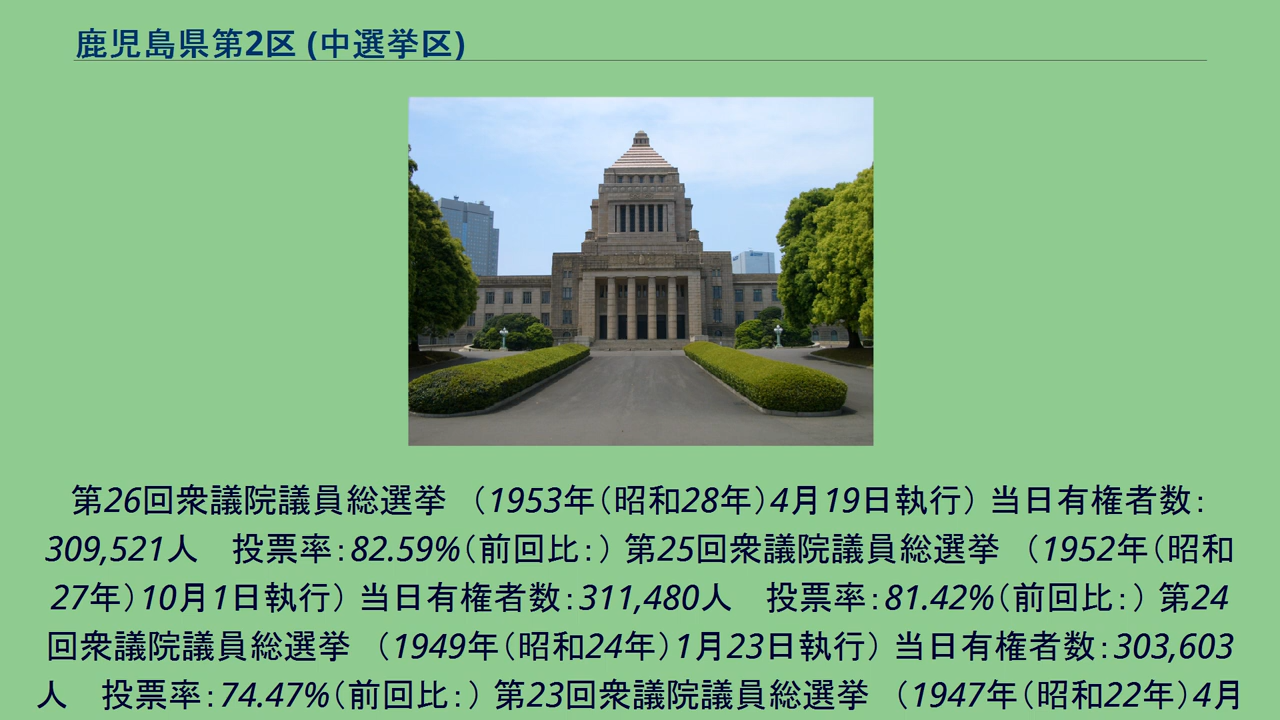 鹿児島県第2区 (中選挙区)
第26回衆議院議員総選挙　（1953年（昭和28年）4月19日執行） 当日有権者数：
309,521人　投票率：82.59%（前回比：） 第25回衆議院議員総選挙　（1952年（昭和
27年）10月1日執行） 当日有権者数：311,480人　投票率：81.42%（前回比：） 第24
回衆議院議員総選挙　（1949年（昭和24年）1月23日執行） 当日有権者数：303,603
人　投票率：74.47%（前回比：） 第23回衆議院議員総選挙　（1947年（昭和22年）4月